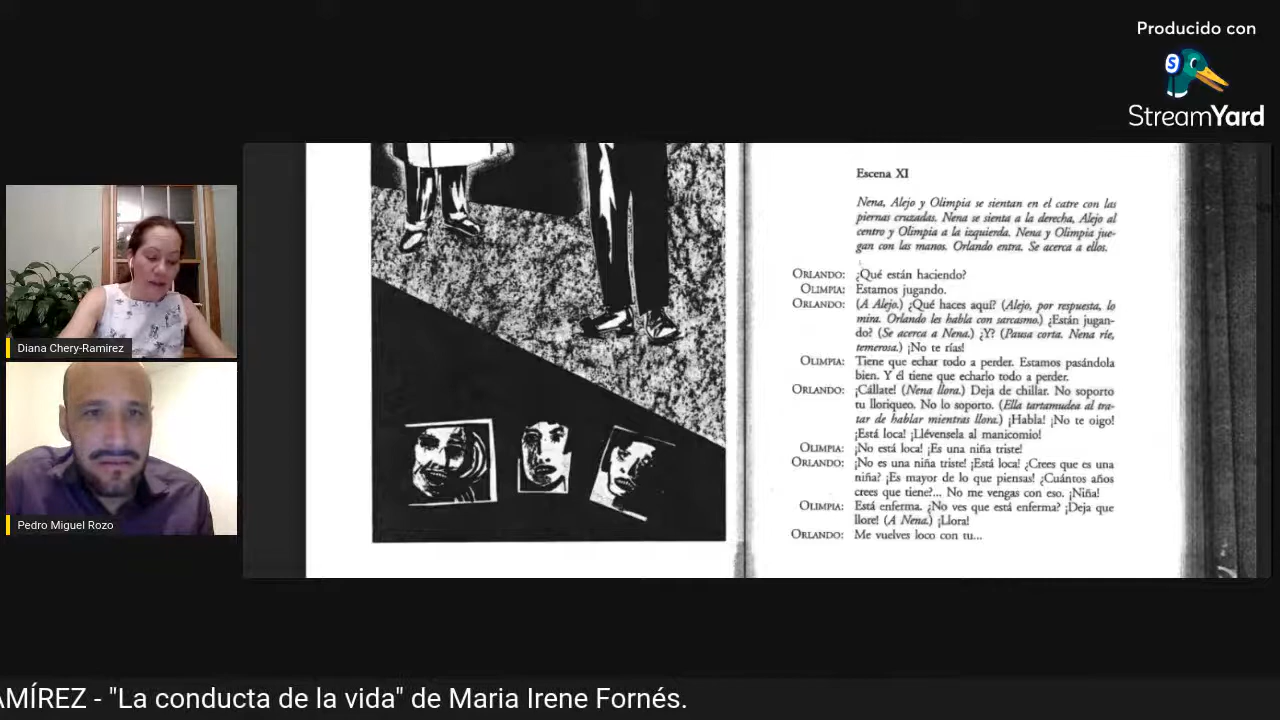 Producido con
StreamYard
Diana Chery-Ramirez
Pedro Miguel Rozo
Escena XI
Nena, Alejo y Olimpia se sientan en el catre con las
piernas cruzadas. Nena se sienta a la derecha, Alejo al
centro y Olimpia a la izquierda. Nena y Olimpia jue-
gan con las manos. Orlando entra. Se acerca a ellos.
ORLANDO: ¿Qué están haciendo?
OLIMPIA: Estamos jugando.
ORLANDO: (A Alejo.) ¿Qué haces aquí? (Alejo, por respuesta, lo
mira. Orlando les habla con sarcasmo.) ¿Están jugan-
do? (Se acerca a Nena.) ¿Y? (Pausa corta. Nena ríe,
temerosa.) ¡No te rías!
OLIMPIA: Tiene que echar todo a perder. Estamos pasándola
bien. Y él tiene que echarlo todo a perder.
ORLANDO: ¡Cállate! (Nena llora.) Deja de chillar. No soporto
tu lloriqueo. No lo soporto. (Ella tartamudea al tra-
tar de hablar mientras llora.) ¡Habla! ¡No te oigo!
¡Está loca! ¡Llévensela al manicomio!
OLIMPIA: ¡No está loca! ¡Es una niña triste!
ORLANDO: ¡No es una niña triste! ¡Está loca! ¿Crees que es una
niña? ¡Es mayor de lo que piensas! ¿Cuántos años
crees que tiene?... No me vengas con eso. ¡Niña!
OLIMPIA: Está enferma. ¿No ves que está enferma? ¡Deja que
llore! (A Nena.) ¡Llora!
ORLANDO: Me vuelves loco con tu...
AMÍREZ - "La conducta de la vida" de Maria Irene Fornés.